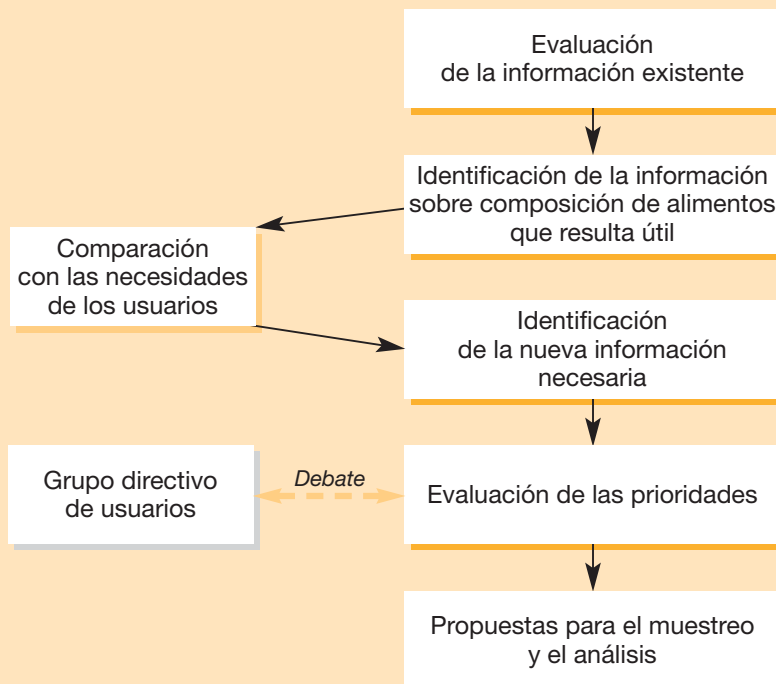 Evaluación
de la información existente
Identificación de la información
sobre composición de alimentos
que resulta útil
Comparación
con las necesidades
de los usuarios
Identificación
de la nueva información
necesaria
Grupo directivo
de usuarios
Debate
Evaluación de las prioridades
Propuestas para el muestreo
y el análisis